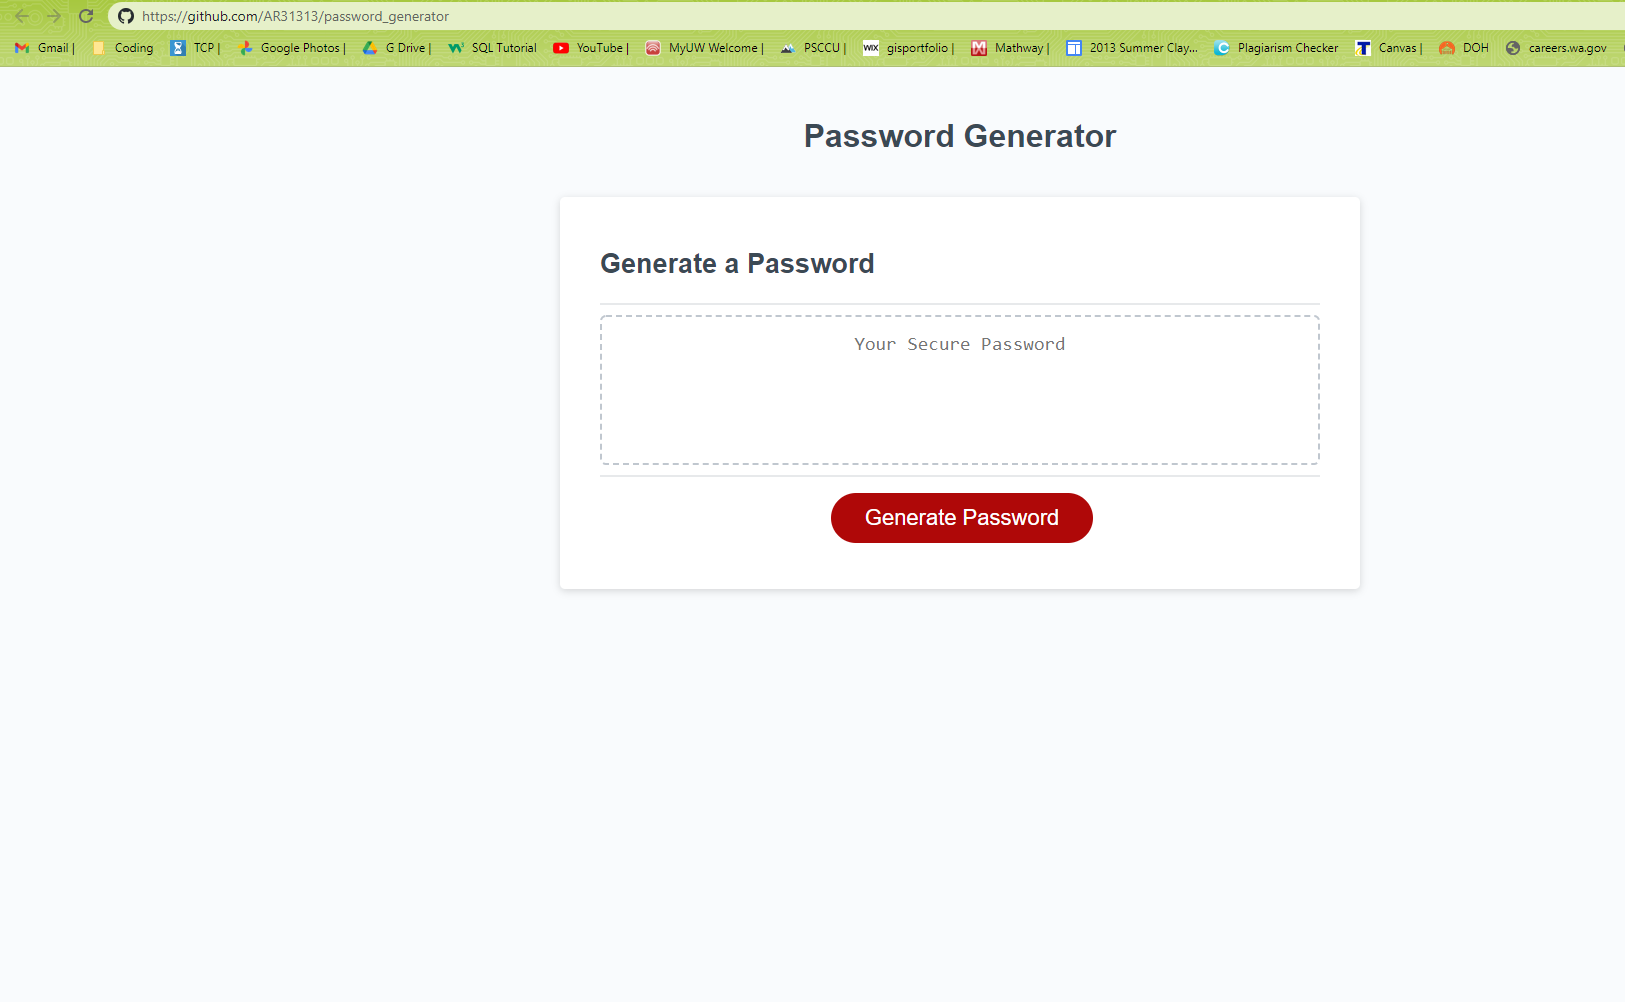 https://github.com/AR31313/password_generator
Gmail | Coding TCP | Google Photos | G Drive | SQL Tutorial YouTube | MyUW Welcome | PSCCU | WIX gisportfolio | Mathway | 2013 Summer Clay... Plagiarism Checker Canvas | DOH careers.wa.gov
Password Generator
Generate a Password
Your Secure Password
Generate Password